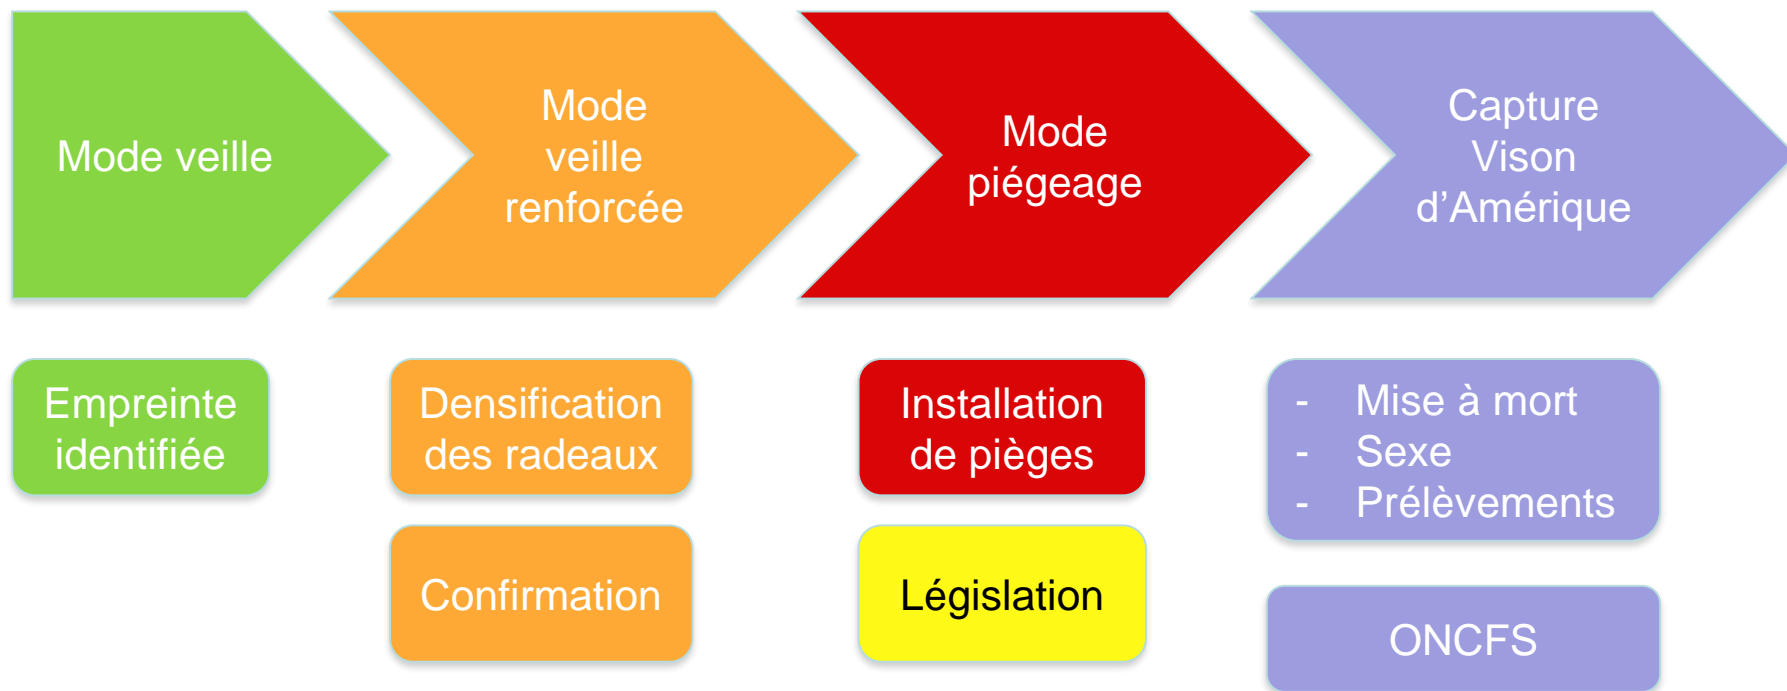 Mode veille
Mode
veille
renforcée
Mode
piégeage
Capture
Vison
d’Amérique
Empreinte
identifiée
Densification
des radeaux
Confirmation
Installation
de pièges
Législation
- Mise à mort
- Sexe
- Prélèvements
ONCFS